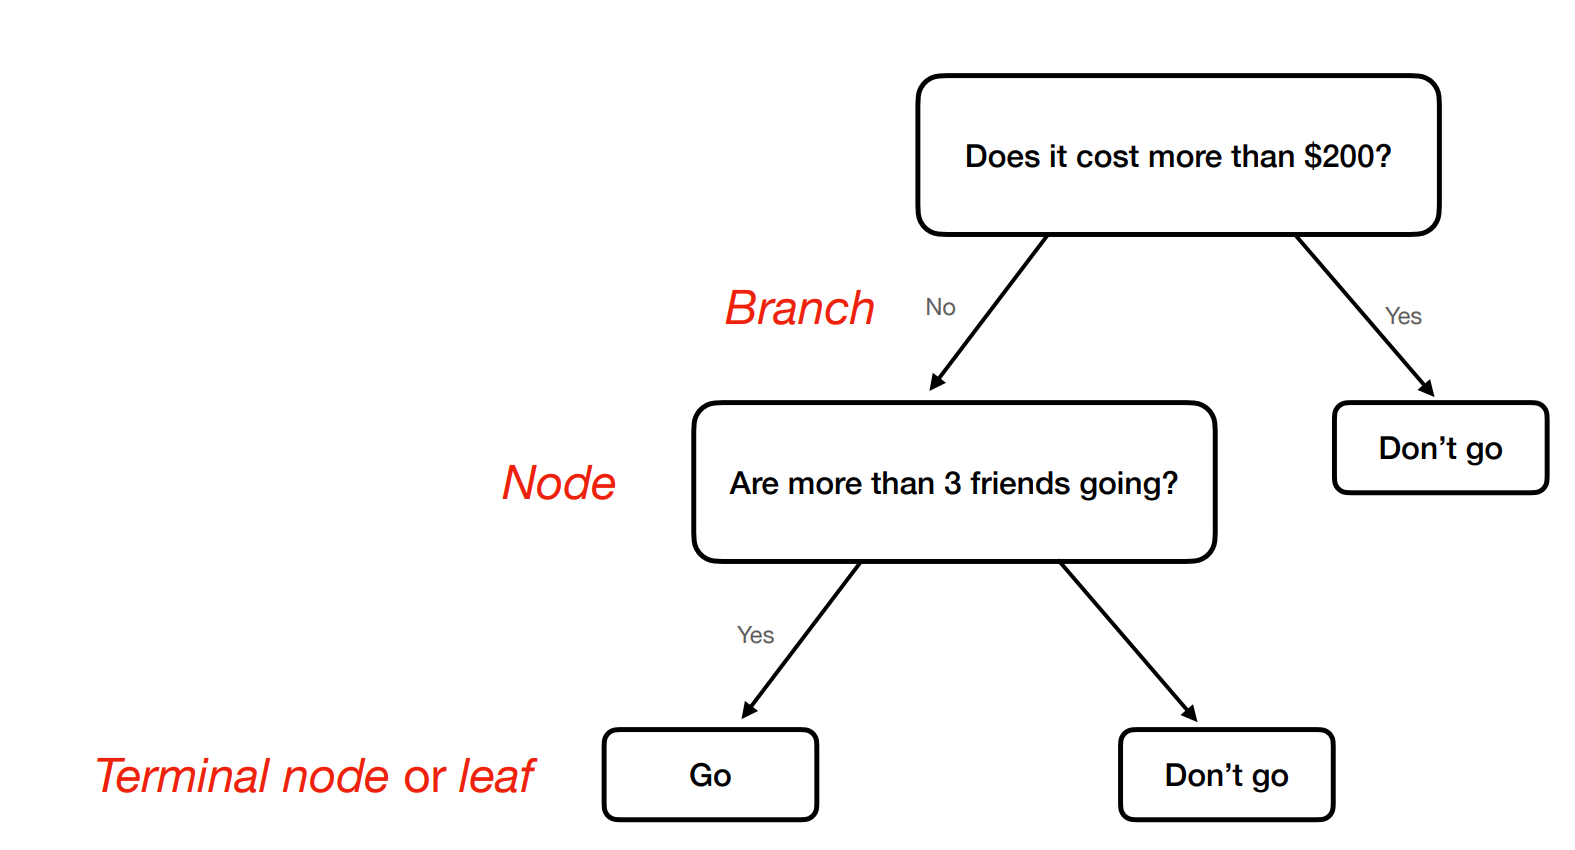 Does it cost more than $200?
Branch
No
Yes
Node
Are more than 3 friends going?
Don’t go
Yes
Terminal node or leaf
Go
Don’t go